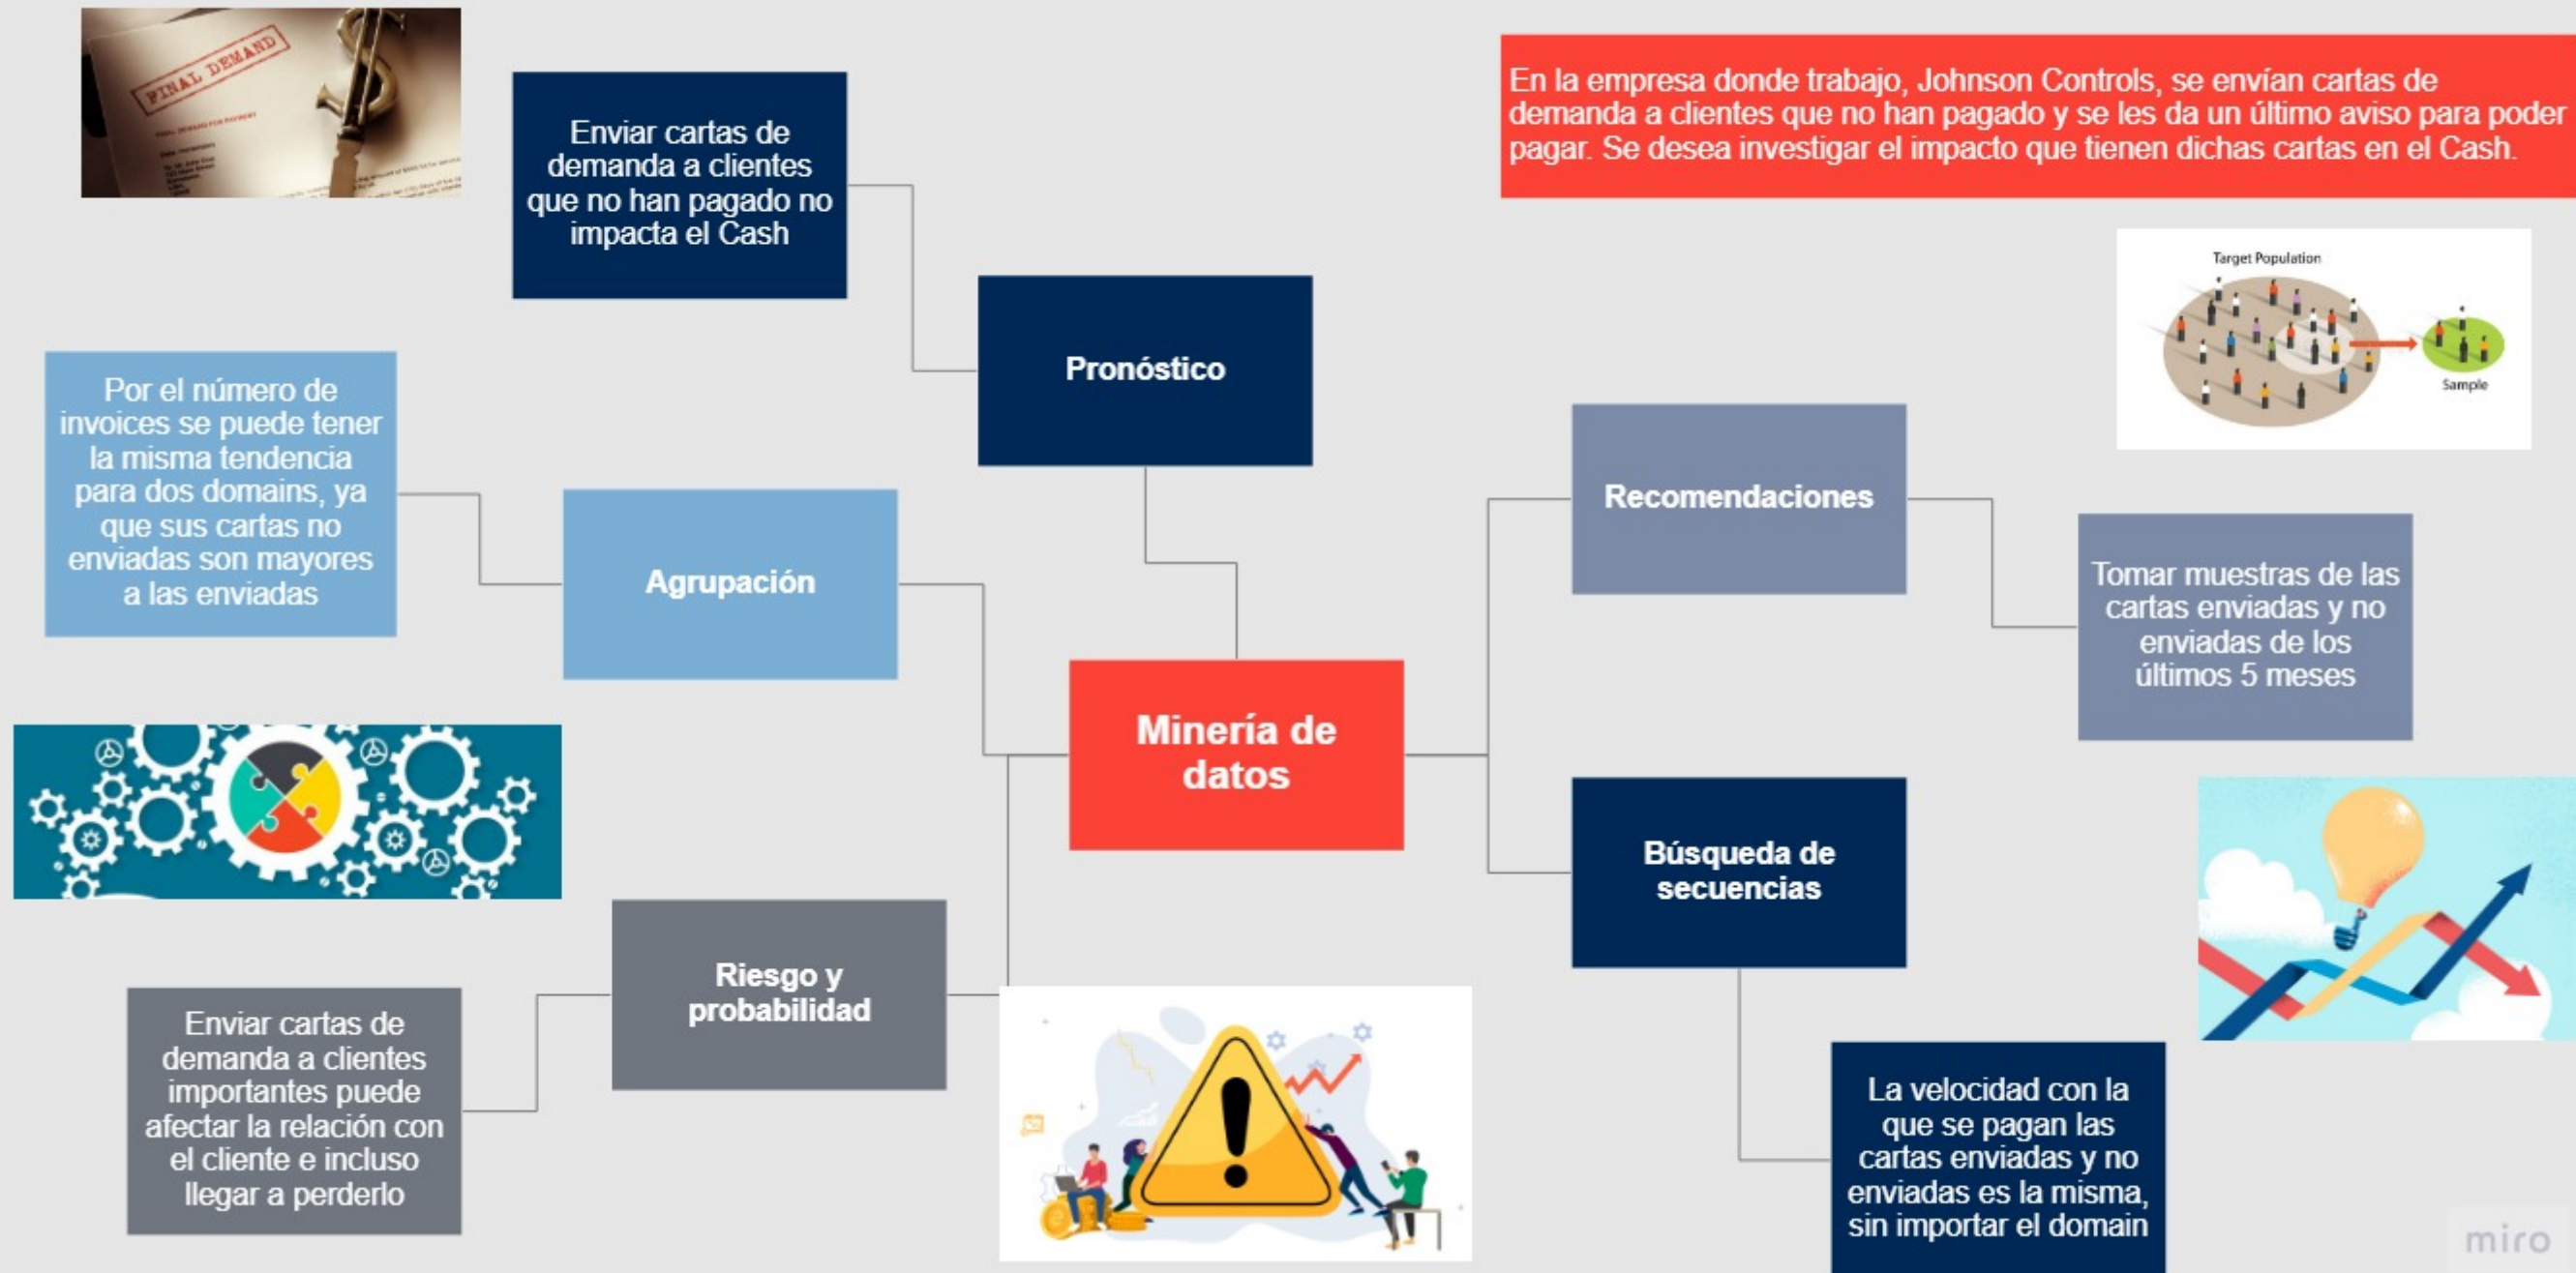 FINAL DEMAND
FINAL DEMAND FOR PAYMENT
En la empresa donde trabajo, Johnson Controls, se envían cartas de
demanda a clientes que no han pagado y se les da un último aviso para poder
pagar. Se desea investigar el impacto que tienen dichas cartas en el Cash.
Enviar cartas de
demanda a clientes
que no han pagado no
impacta el Cash
Pronóstico
Target Population
Sample
Por el número de
invoices se puede tener
la misma tendencia
para dos domains, ya
que sus cartas no
enviadas son mayores
a las enviadas
Agrupación
Recomendaciones
Tomar muestras de las
cartas enviadas y no
enviadas de los
últimos 5 meses
Minería de
datos
Búsqueda de
secuencias
Riesgo y
probabilidad
Enviar cartas de
demanda a clientes
importantes puede
afectar la relación con
el cliente e incluso
llegar a perderlo
La velocidad con la
que se pagan las
cartas enviadas y no
enviadas es la misma,
sin importar el domain
miro